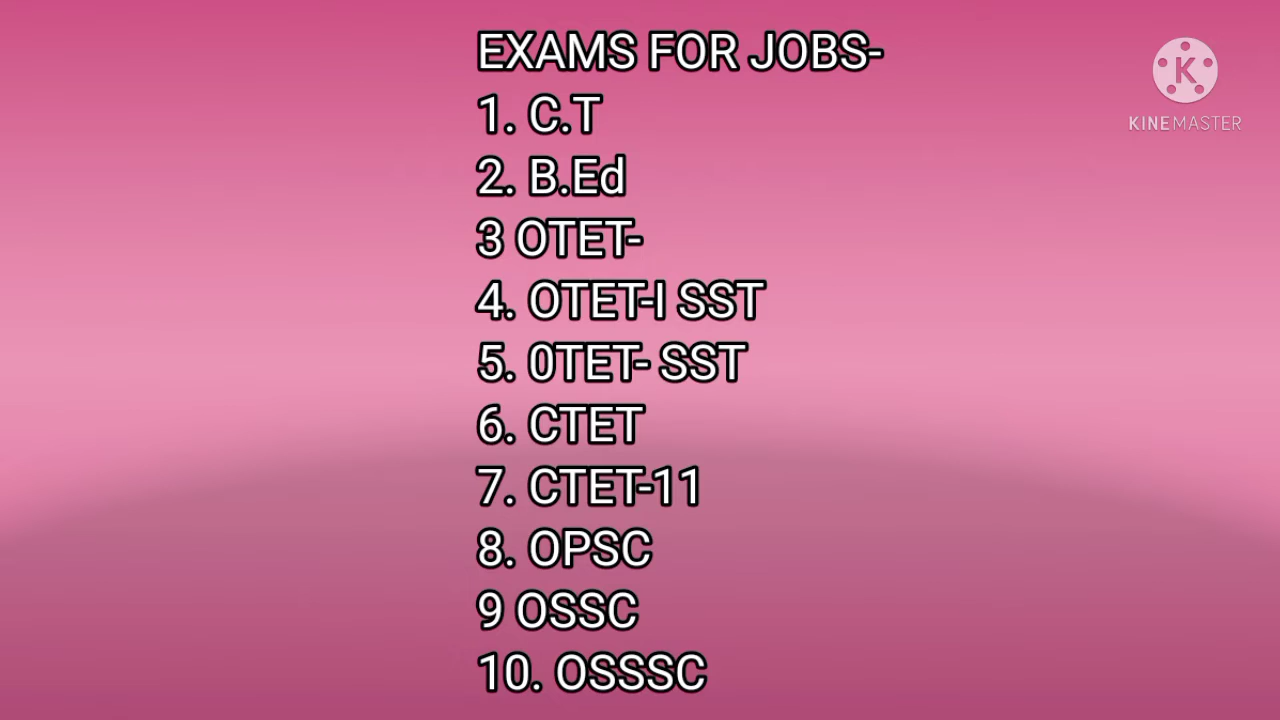 EXAMS FOR JOBS-
1. C.T
2. B.Ed
3 OTET-
4. OTET-I SST
5. 0TET- SST
6. CTET
7. CTET-11
8. OPSC
9 OSSC
10. OSSSC
K
KINEMASTER